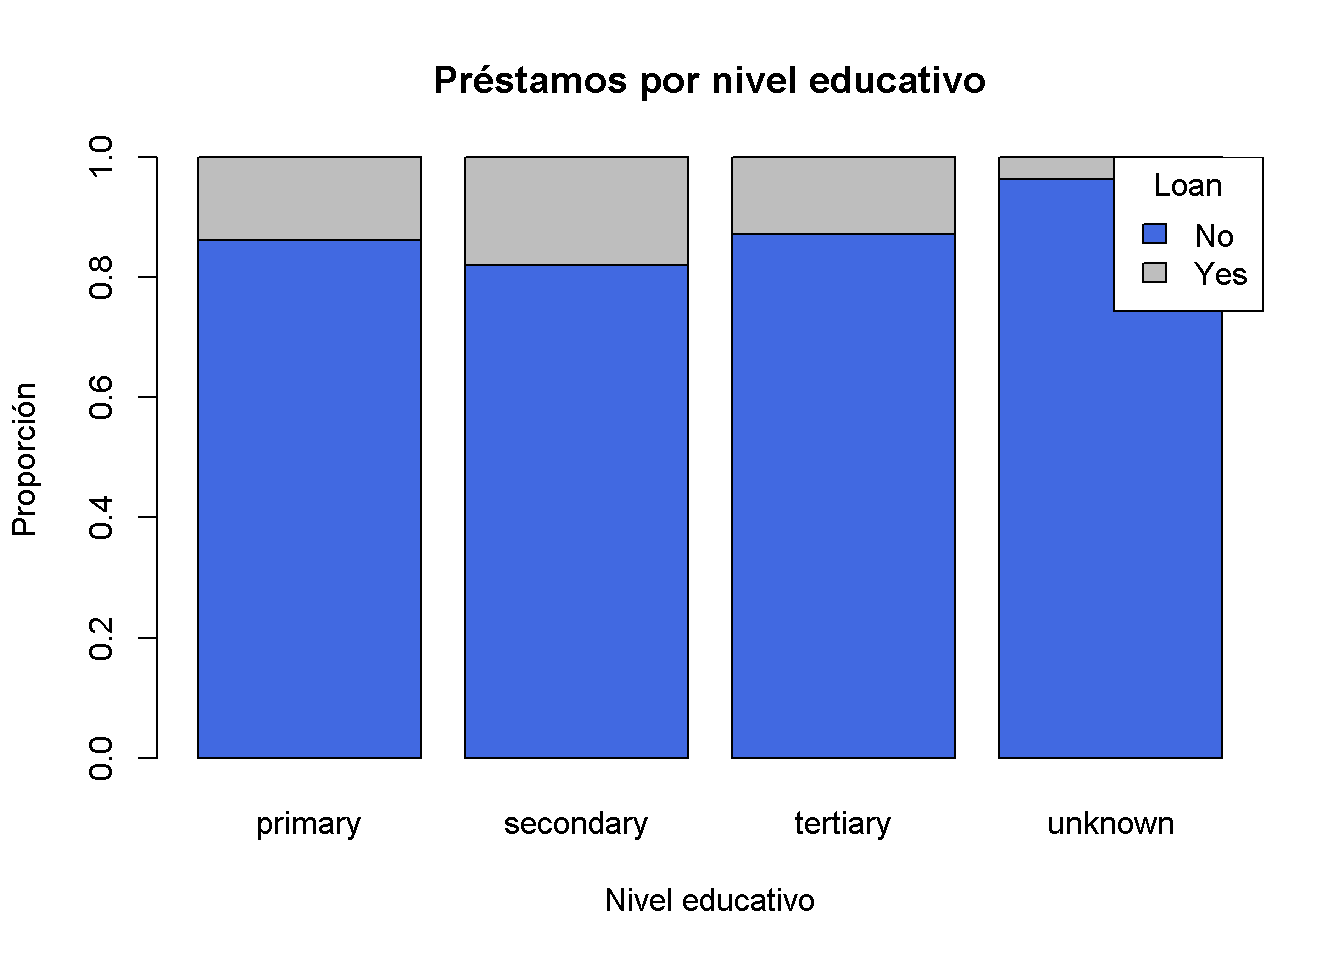 Préstamos por nivel educativo
Proporción
1.0
0.8
0.6
0.4
0.2
0.0
Loan
No
Yes
primary secondary tertiary unknown
Nivel educativo